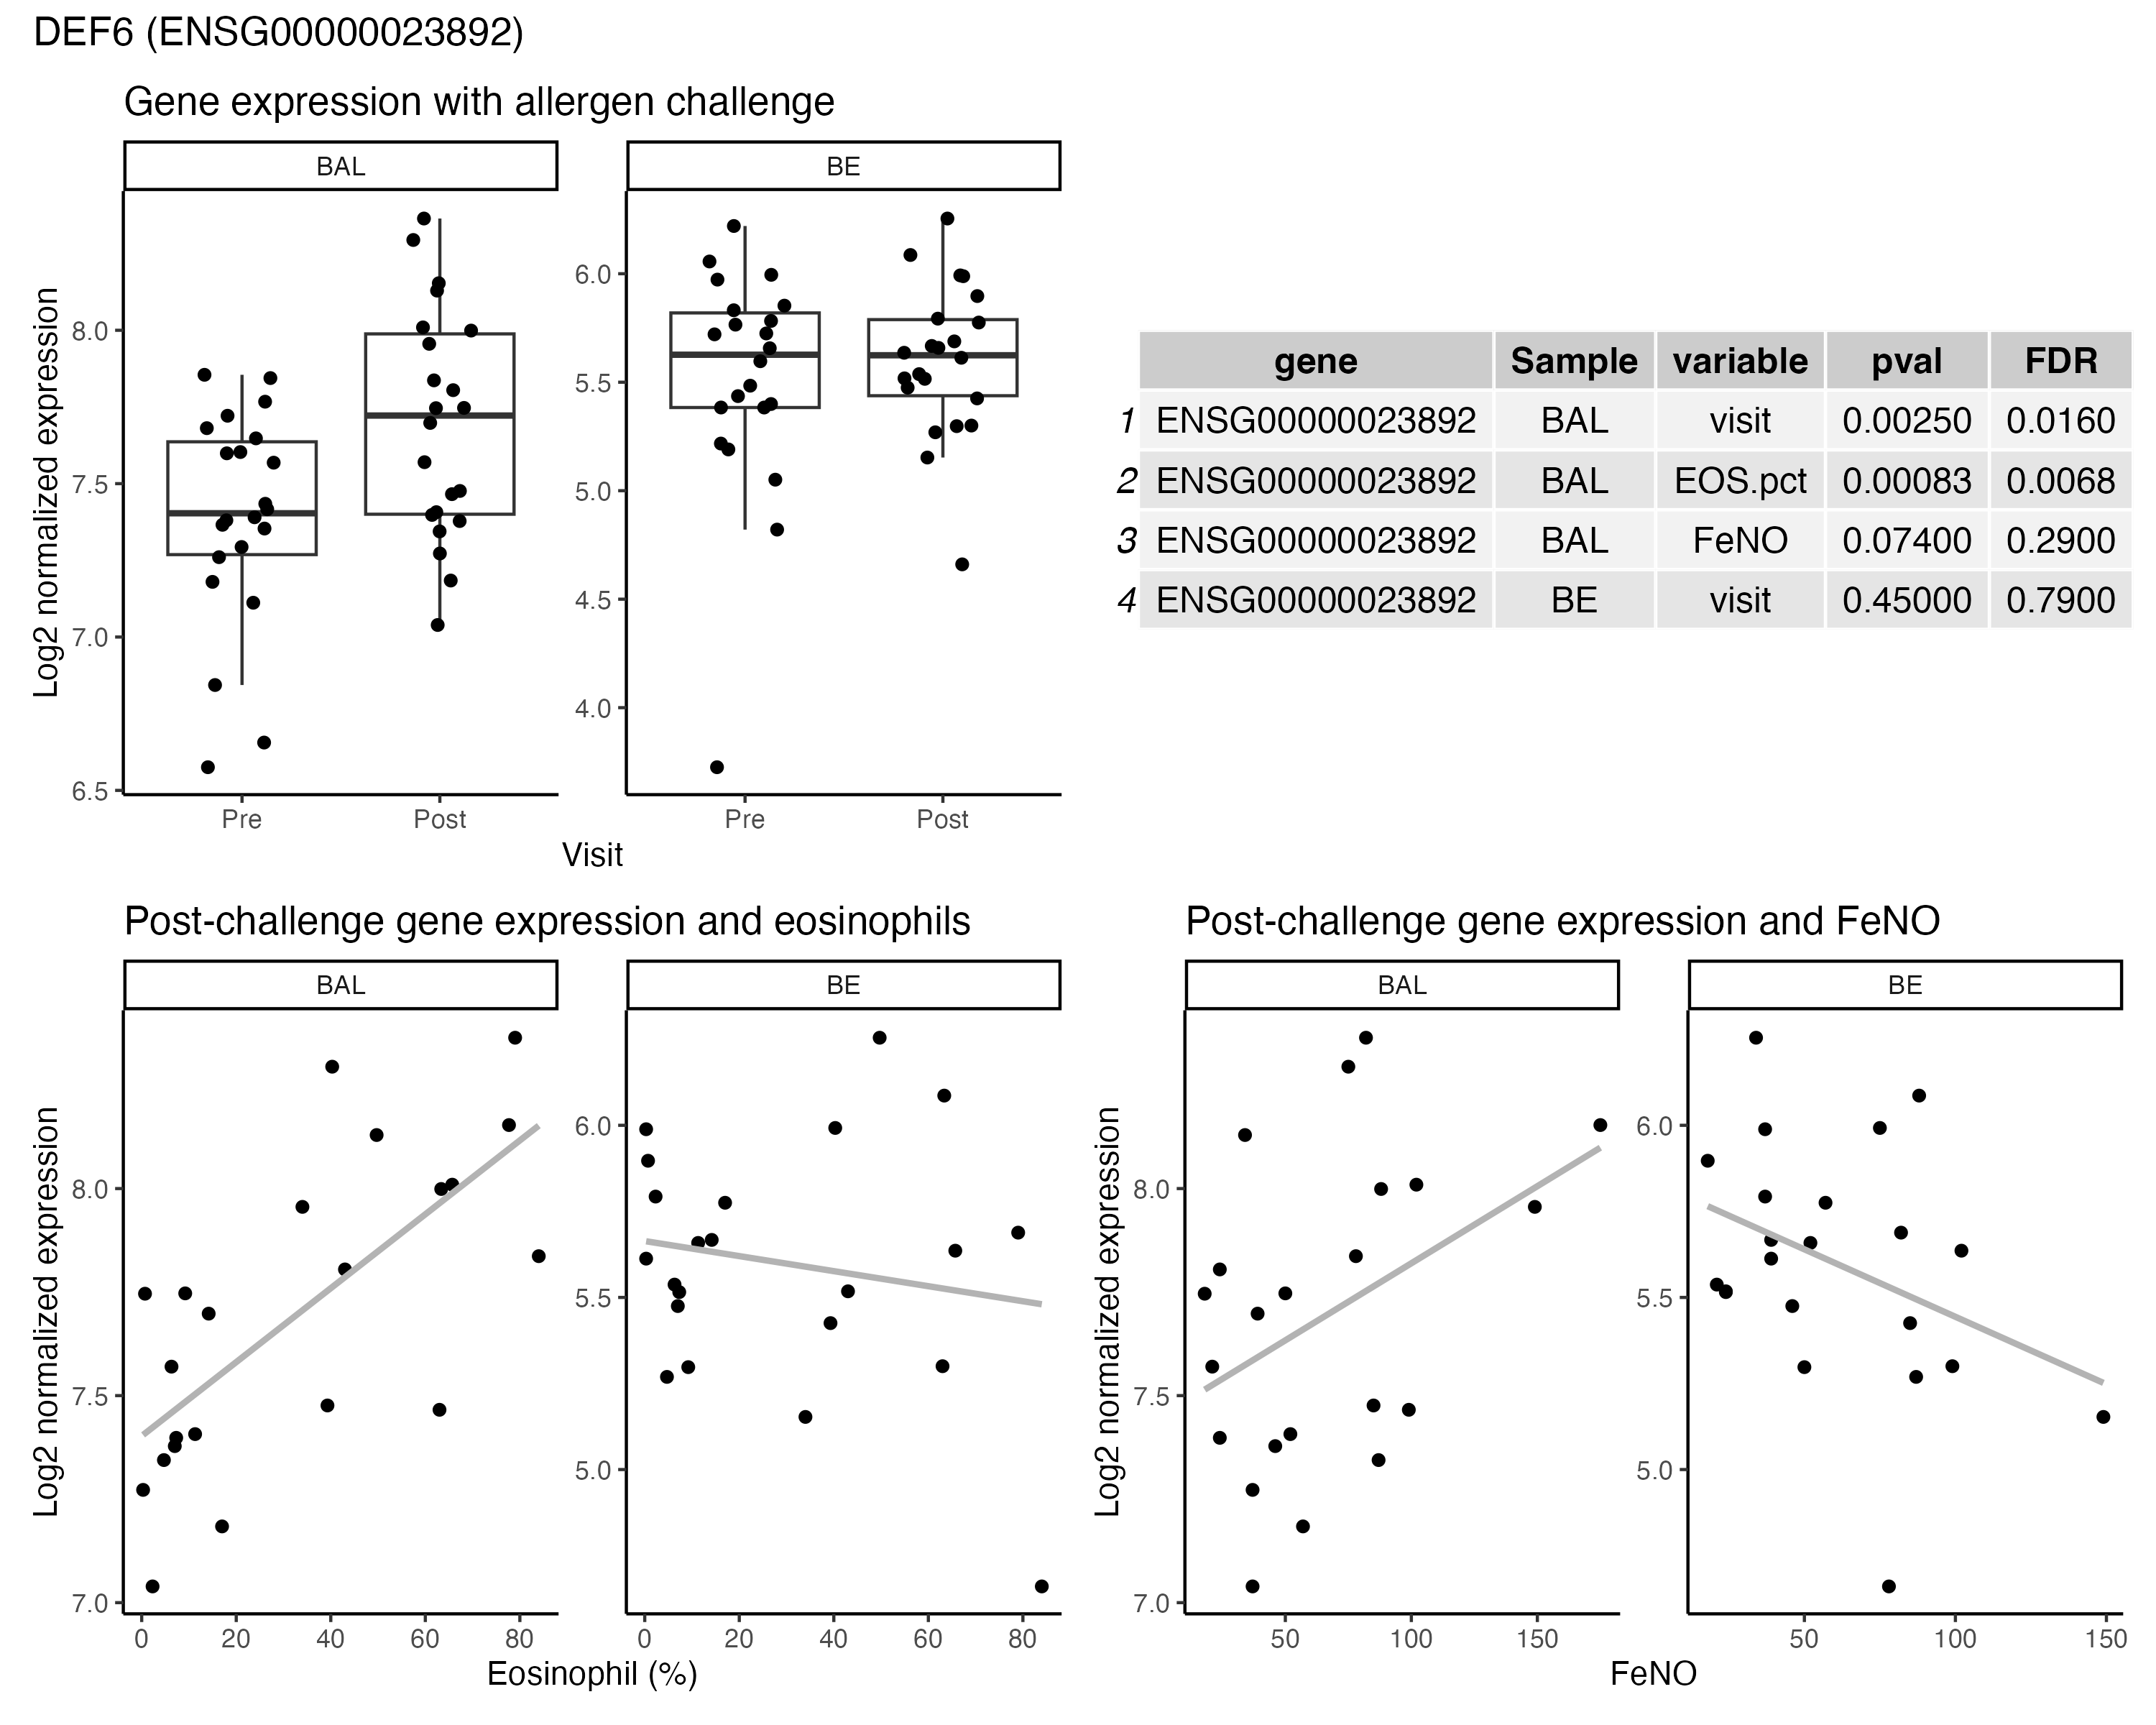 DEF6 (ENSG00000023892)
Gene expression with allergen challenge
BAL
BE
Log2 normalized expression
8.0
7.5
7.0
6.5
6.0
5.5
5.0
4.5
4.0
Pre
Post
Pre
Post
Visit
gene Sample variable pval FDR
1 ENSG00000023892 BAL visit 0.00250 0.0160
2 ENSG00000023892 BAL EOS.pct 0.00083 0.0068
3 ENSG00000023892 BAL FeNO 0.07400 0.2900
4 ENSG00000023892 BE visit 0.45000 0.7900
Post-challenge gene expression and eosinophils
BAL
BE
Log2 normalized expression
8.0
7.5
7.0
6.0
5.5
5.0
0 20 40 60 80
0 20 40 60 80
Eosinophil (%)
Post-challenge gene expression and FeNO
BAL
BE
Log2 normalized expression
8.0
7.5
7.0
6.0
5.5
5.0
50 100 150
50 100 150
FeNO